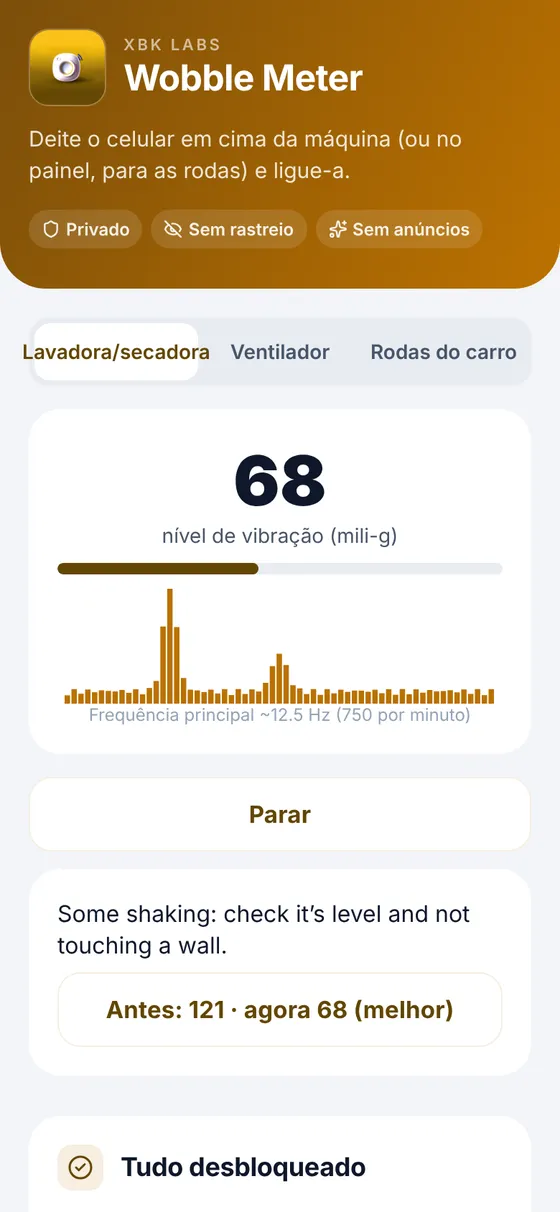 XBK LABS
Wobble Meter
Deite o celular em cima da máquina (ou no
painel, para as rodas) e ligue-a.
Privado
Sem rastreio
Sem anúncios
Lavadora/secadora
Ventilador
Rodas do carro
68
nível de vibração (mili-g)
Frequência principal ~12.5 Hz (750 por minuto)
Parar
Some shaking: check it’s level and not
touching a wall.
Antes: 121 · agora 68 (melhor)
Tudo desbloqueado